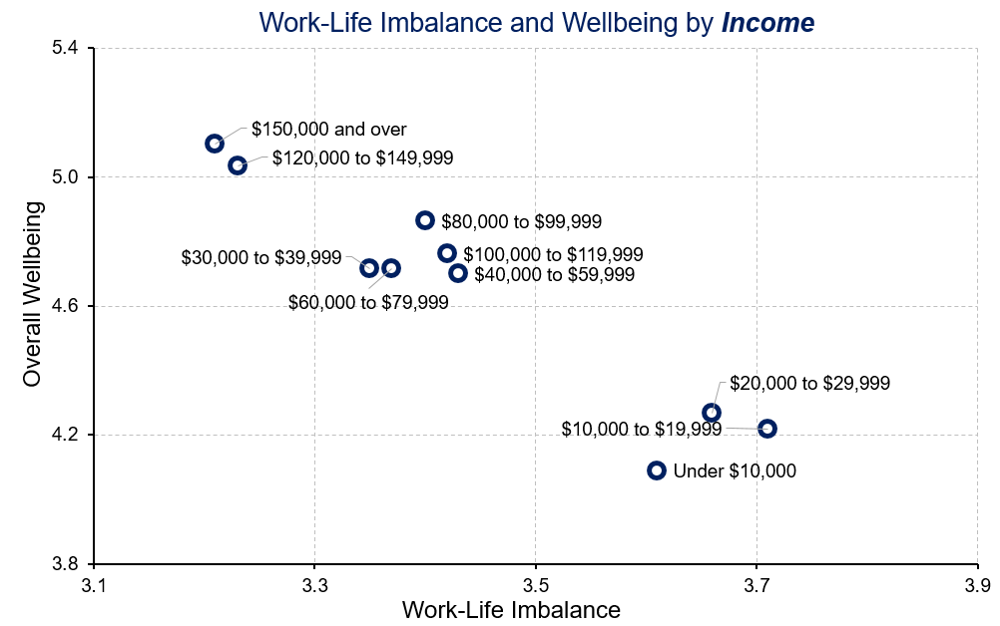 Work-Life Imbalance and Wellbeing by Income
5.4
$150,000 and over
$120,000 to $149,999
5.0
$80,000 to $99,999
$30,000 to $39,999
$100,000 to $119,999
$40,000 to $59,999
$60,000 to $79,999
4.6
Overall Wellbeing
$20,000 to $29,999
$10,000 to $19,999
4.2
Under $10,000
3.8
3.1 3.3 3.5 3.7 3.9
Work-Life Imbalance